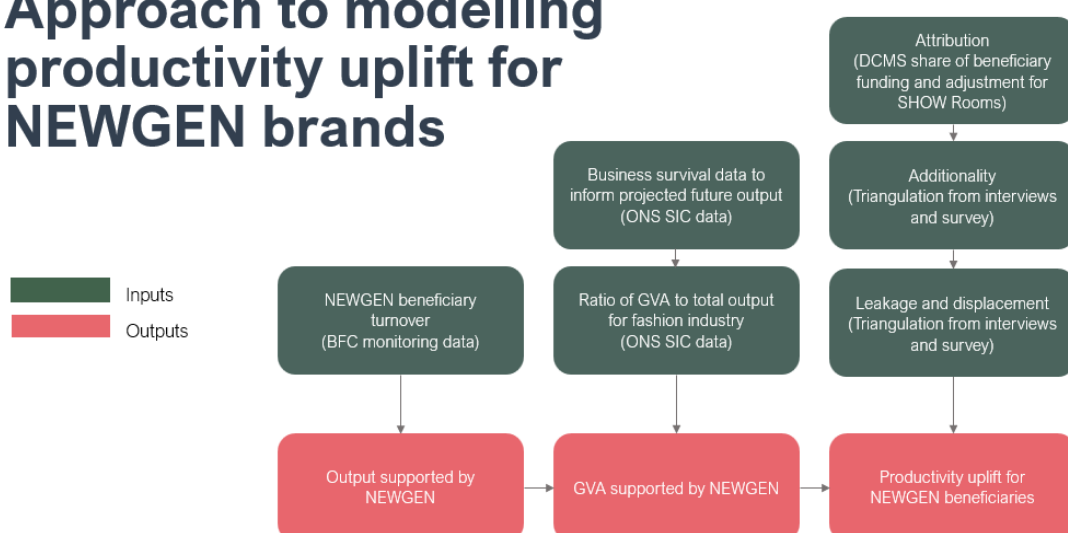 Approach to modelling
productivity uplift for
NEWGEN brands
Inputs
Outputs
NEWGEN beneficiary
turnover
(BFC monitoring data)
Output supported by
NEWGEN
Business survival data to
inform projected future output
(ONS SIC data)
Ratio of GVA to total output
for fashion industry
(ONS SIC data)
GVA supported by NEWGEN
Attribution
(DCMS share of beneficiary
funding and adjustment for
SHOW Rooms)
Additionality
(Triangulation from interviews
and survey)
Leakage and displacement
(Triangulation from interviews
and survey)
Productivity uplift for
NEWGEN beneficiaries